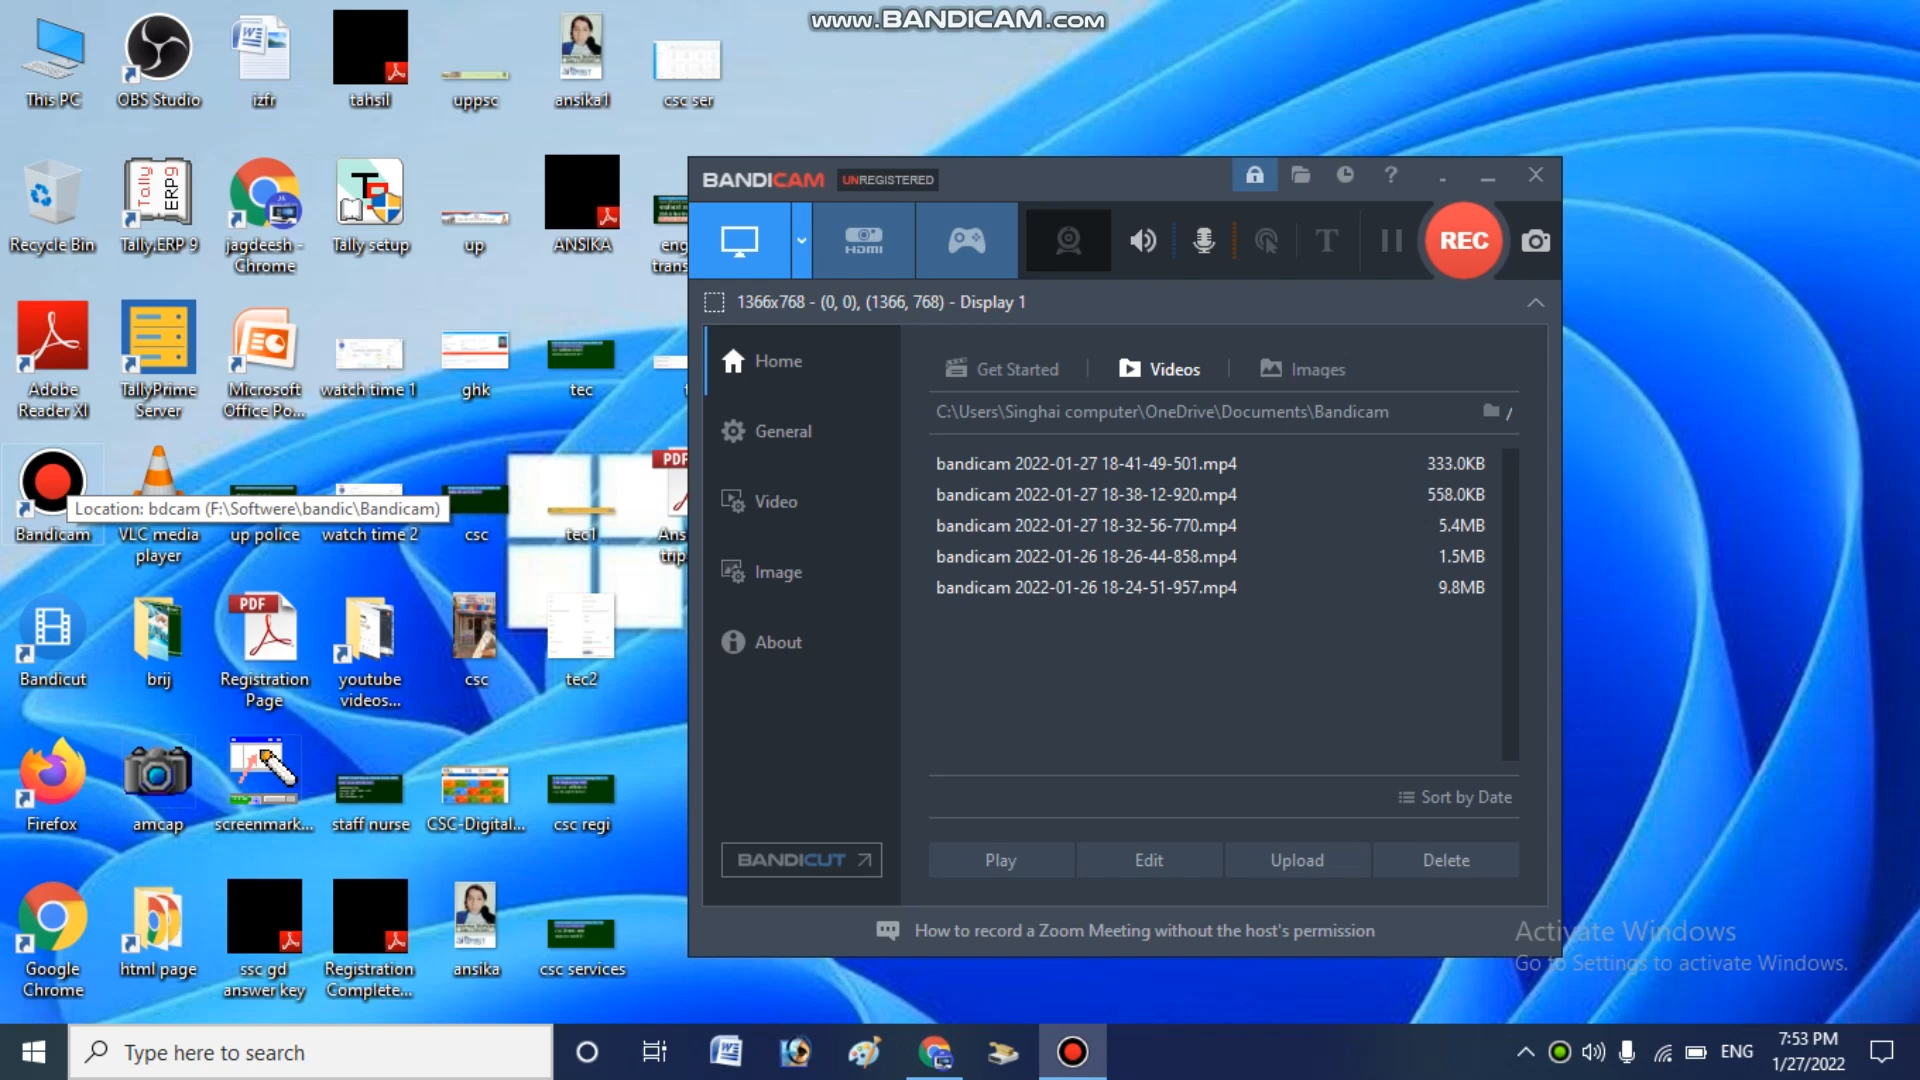 www.BANDICAM.com
This PC
OBS Studio
izfr
tahsil
uppsc
ansika1
csc ser
Recycle Bin
Tally.ERP 9
jagdeesh -
Chrome
Tally setup
up
ANSIKA
eng
trans
Adobe
Reader XI
TallyPrime
Server
Microsoft
Office Po...
watch time 1
ghk
tec
Bandicam
Location: bdcam (F:\Softwere\bandic\Bandicam)
VLC media
player
up police
watch time 2
csc
tec1
PDF
Ans
trip
Bandicut
brij
PDF
Registration
Page
youtube
videos...
csc
tec2
Firefox
amcap
screenmark...
staff nurse
CSC-Digital...
csc regi
Google
Chrome
html page
ssc gd
answer key
Registration
Complete...
ansika
csc services
BANDICAM UNREGISTERED
HDMI
REC
1366x768 - (0, 0), (1366, 768) - Display 1
Home
General
Video
Image
About
BANDICUT
Get Started
Videos
Images
C:\Users\Singhai computer\OneDrive\Documents\Bandicam
bandicam 2022-01-27 18-41-49-501.mp4 333.0KB
bandicam 2022-01-27 18-38-12-920.mp4 558.0KB
bandicam 2022-01-27 18-32-56-770.mp4 5.4MB
bandicam 2022-01-26 18-26-44-858.mp4 1.5MB
bandicam 2022-01-26 18-24-51-957.mp4 9.8MB
Sort by Date
Play
Edit
Upload
Delete
How to record a Zoom Meeting without the host's permission
Activate Windows
Go to Settings to activate Windows.
Type here to search
ENG
7:53 PM
1/27/2022